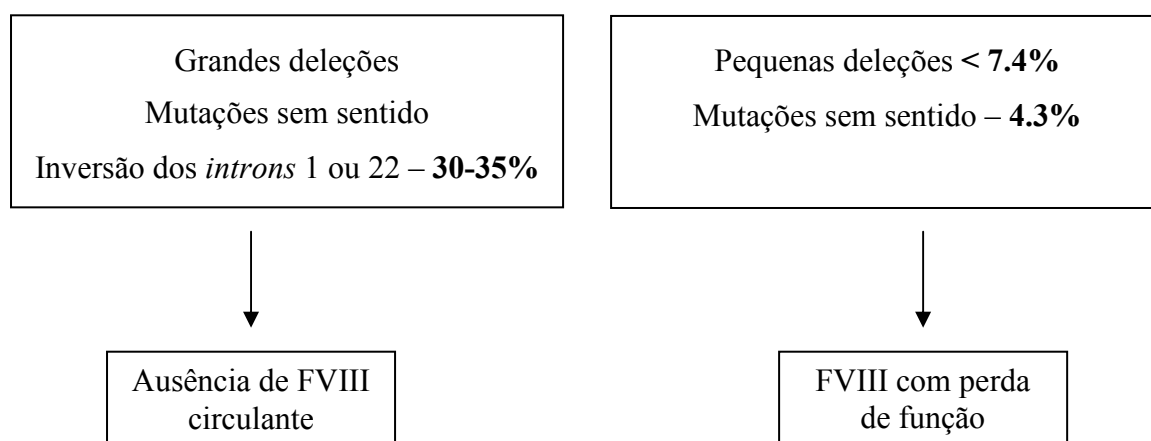 Grandes deleções
Mutações sem sentido
Inversão dos introns 1 ou 22 – 30-35%
Pequenas deleções < 7.4%
Mutações sem sentido – 4.3%
Ausência de FVIII
circulante
FVIII com perda
de função